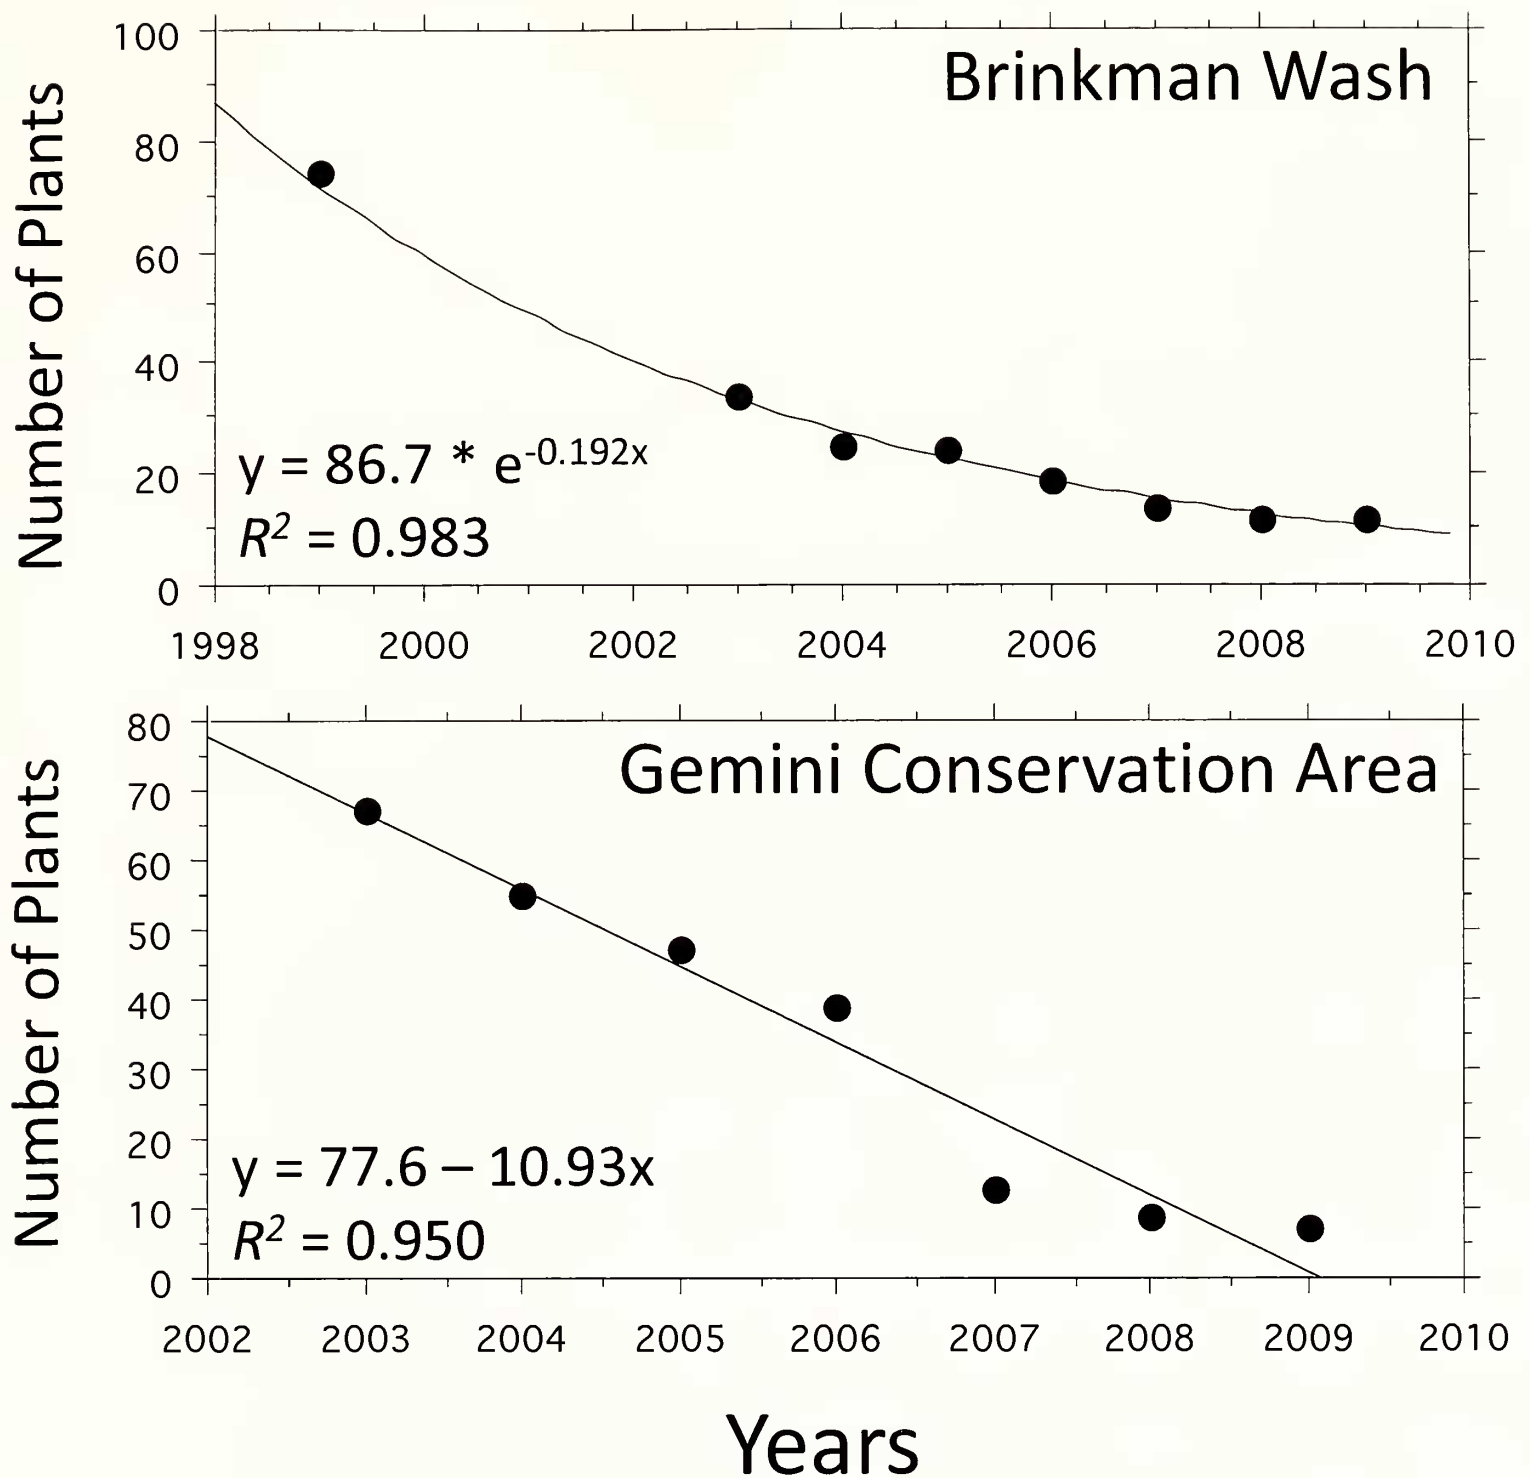 Brinkman Wash
Number of Plants
100
80
60
40
20
0
y = 86.7 * e^-0.192x
R² = 0.983
1998 2000 2002 2004 2006 2008 2010
Gemini Conservation Area
Number of Plants
80
70
60
50
40
30
20
10
0
y = 77.6 – 10.93x
R² = 0.950
2002 2003 2004 2005 2006 2007 2008 2009 2010
Years